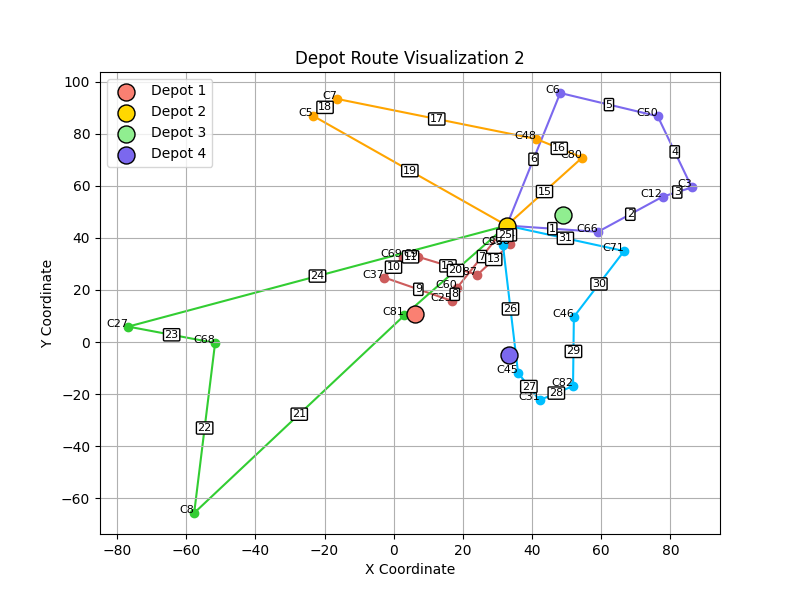 Depot Route Visualization 2
100
80
60
40
20
0
−20
−40
−60
−80
−60
−40
−20
0
20
40
60
80
X Coordinate
Y Coordinate
Depot 1
Depot 2
Depot 3
Depot 4
C7
18
C5
17
C48
16
C80
15
19
C6
5
C50
4
6
C3
3
C12
2
C66
1
31
C71
25
C69
11
10
C37
7
13
20
9
C60
8
C25
24
C27
23
C68
C81
22
21
C8
30
C46
29
26
C45
27
C31
C82
28